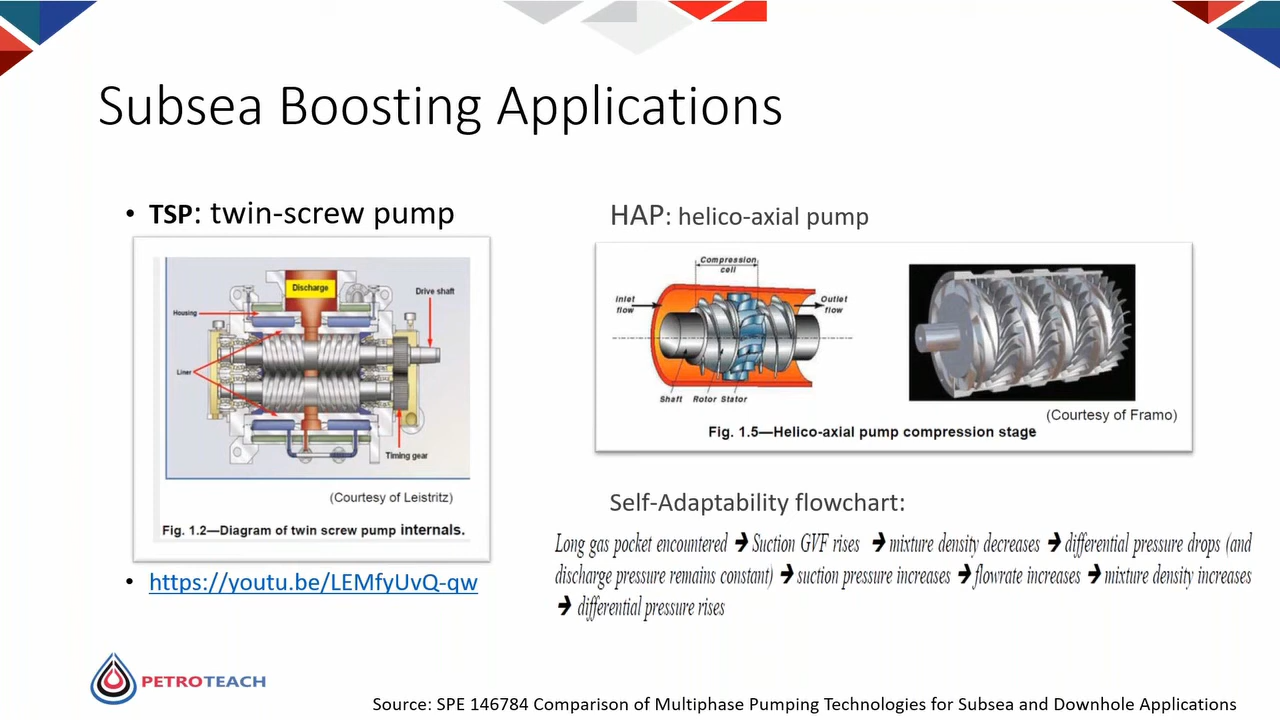 Subsea Boosting Applications
• TSP: twin-screw pump
Discharge
Drive shaft
Housing
Liner
Timing gear
(Courtesy of Leistritz)
Fig. 1.2—Diagram of twin screw pump internals.
• https://youtu.be/LEMfyUvQ-qw
HAP: helico-axial pump
Compression
cell
Inlet
flow
Outlet
flow
Shaft Rotor Stator
(Courtesy of Framo)
Fig. 1.5—Helico-axial pump compression stage
Self-Adaptability flowchart:
Long gas pocket encountered → Suction GVF rises → mixture density decreases → differential pressure drops (and
discharge pressure remains constant) → suction pressure increases → flowrate increases → mixture density increases
→ differential pressure rises
PETROTEACH
Source: SPE 146784 Comparison of Multiphase Pumping Technologies for Subsea and Downhole Applications